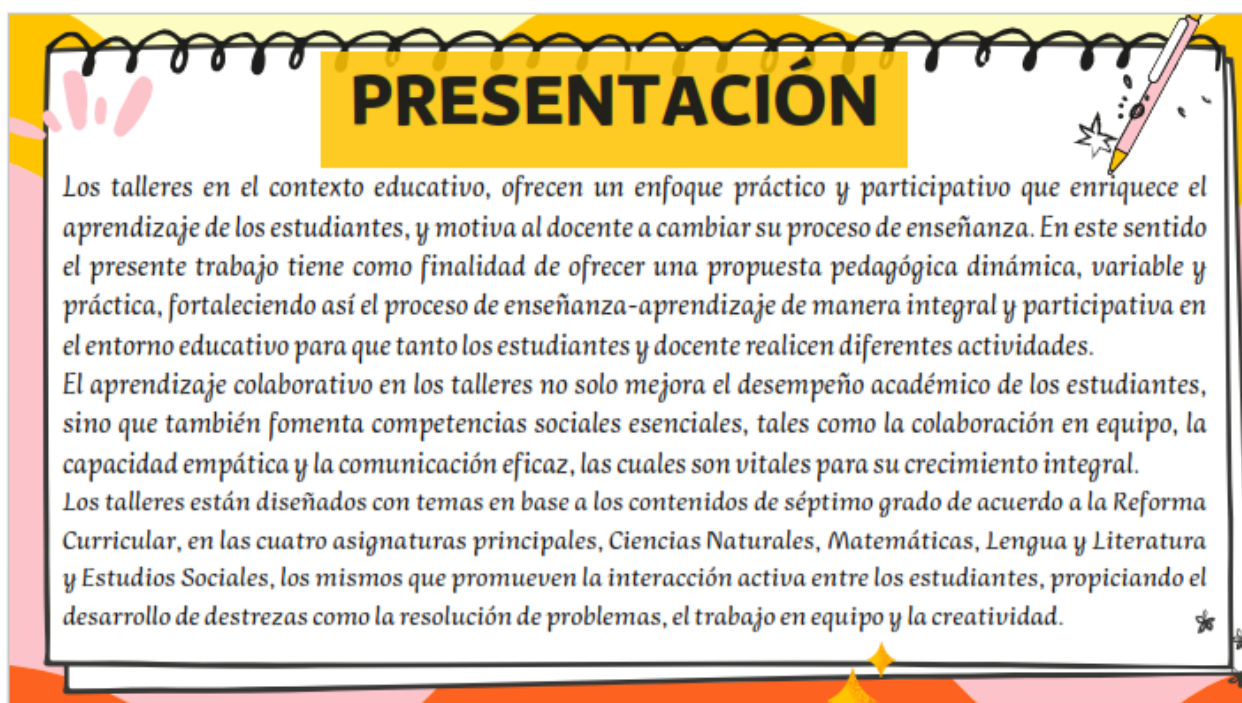 PRESENTACIÓN
Los talleres en el contexto educativo, ofrecen un enfoque práctico y participativo que enriquece el
aprendizaje de los estudiantes, y motiva al docente a cambiar su proceso de enseñanza. En este sentido
el presente trabajo tiene como finalidad de ofrecer una propuesta pedagógica dinámica, variable y
práctica, fortaleciendo así el proceso de enseñanza-aprendizaje de manera integral y participativa en
el entorno educativo para que tanto los estudiantes y docente realicen diferentes actividades.
El aprendizaje colaborativo en los talleres no solo mejora el desempeño académico de los estudiantes,
sino que también fomenta competencias sociales esenciales, tales como la colaboración en equipo, la
capacidad empática y la comunicación eficaz, las cuales son vitales para su crecimiento integral.
Los talleres están diseñados con temas en base a los contenidos de séptimo grado de acuerdo a la Reforma
Curricular, en las cuatro asignaturas principales, Ciencias Naturales, Matemáticas, Lengua y Literatura
y Estudios Sociales, los mismos que promueven la interacción activa entre los estudiantes, propiciando el
desarrollo de destrezas como la resolución de problemas, el trabajo en equipo y la creatividad.